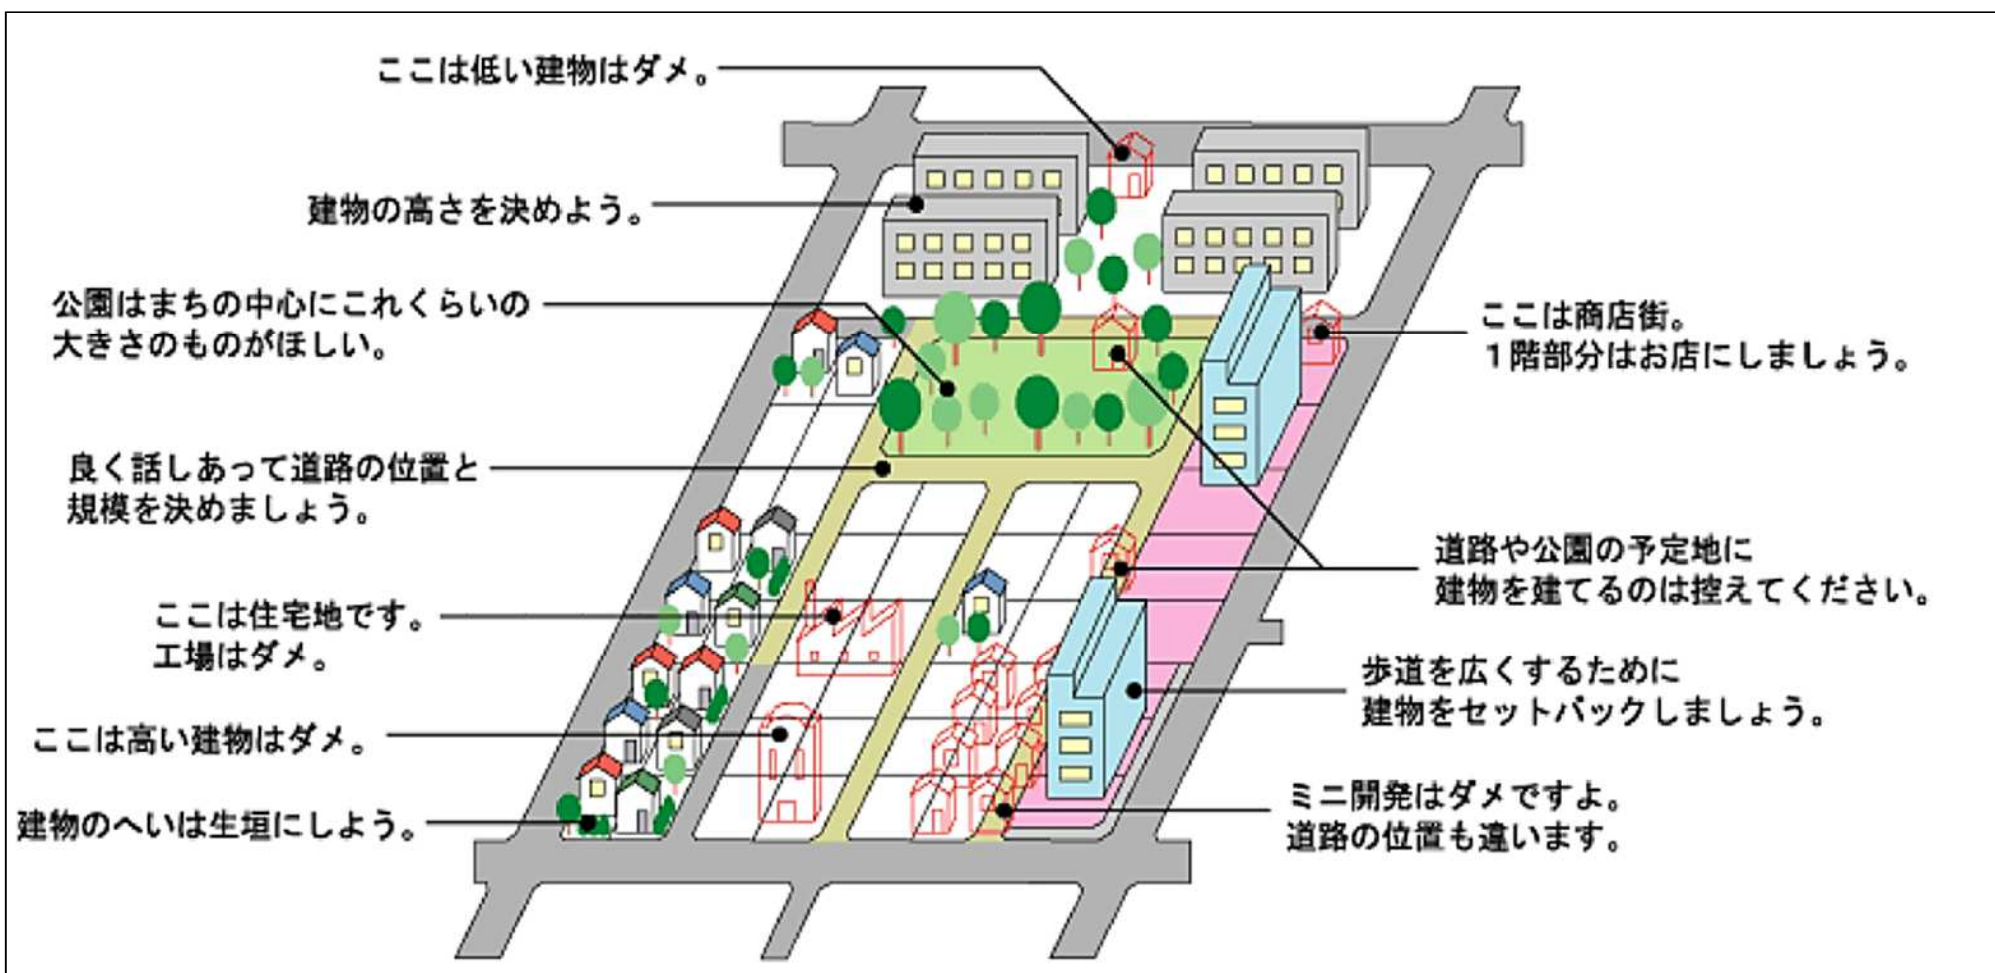 ここは低い建物はダメ。
建物の高さを決めよう。
公園はまちの中心にこれくらいの
大きさのものがほしい。
良く話しあって道路の位置と
規模を決めましょう。
ここは住宅地です。
工場はダメ。
ここは高い建物はダメ。
建物のへいは生垣にしよう。
ここは商店街。
1階部分はお店にしましょう。
道路や公園の予定地に
建物を建てるのは控えてください。
歩道を広くするために
建物をセットバックしましょう。
ミニ開発はダメですよ。
道路の位置も違います。